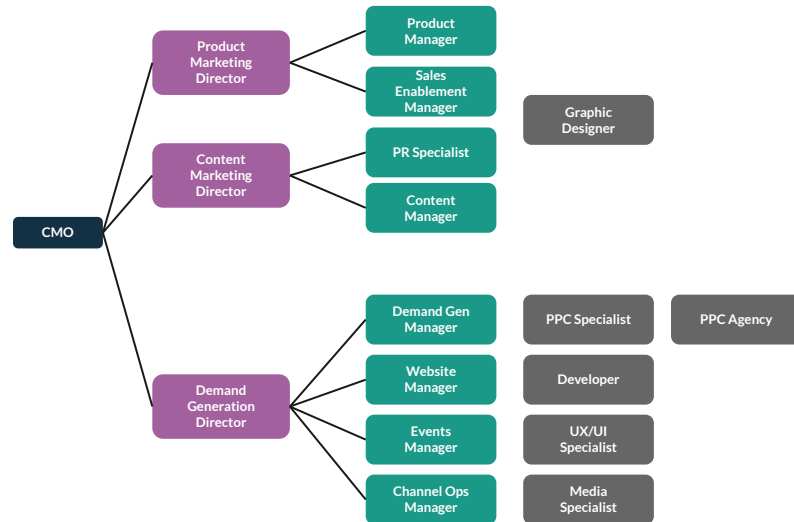 Product
Manager
Product
Marketing
Director
Sales
Enablement
Manager
Graphic
Designer
PR Specialist
Content
Marketing
Director
Content
Manager
CMO
Demand Gen
Manager
PPC Specialist
PPC Agency
Website
Manager
Developer
Demand
Generation
Director
Events
Manager
UX/UI
Specialist
Channel Ops
Manager
Media
Specialist